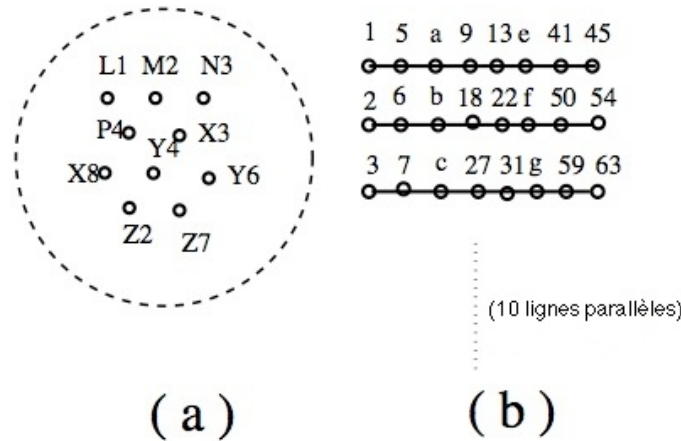 L1 M2 N3
P4 X3
X8 Y4 Y6
Z2 Z7
1 5 a 9 13 e 41 45
2 6 b 18 22 f 50 54
3 7 c 27 31 g 59 63
(10 lignes parallèles)
( a ) ( b )